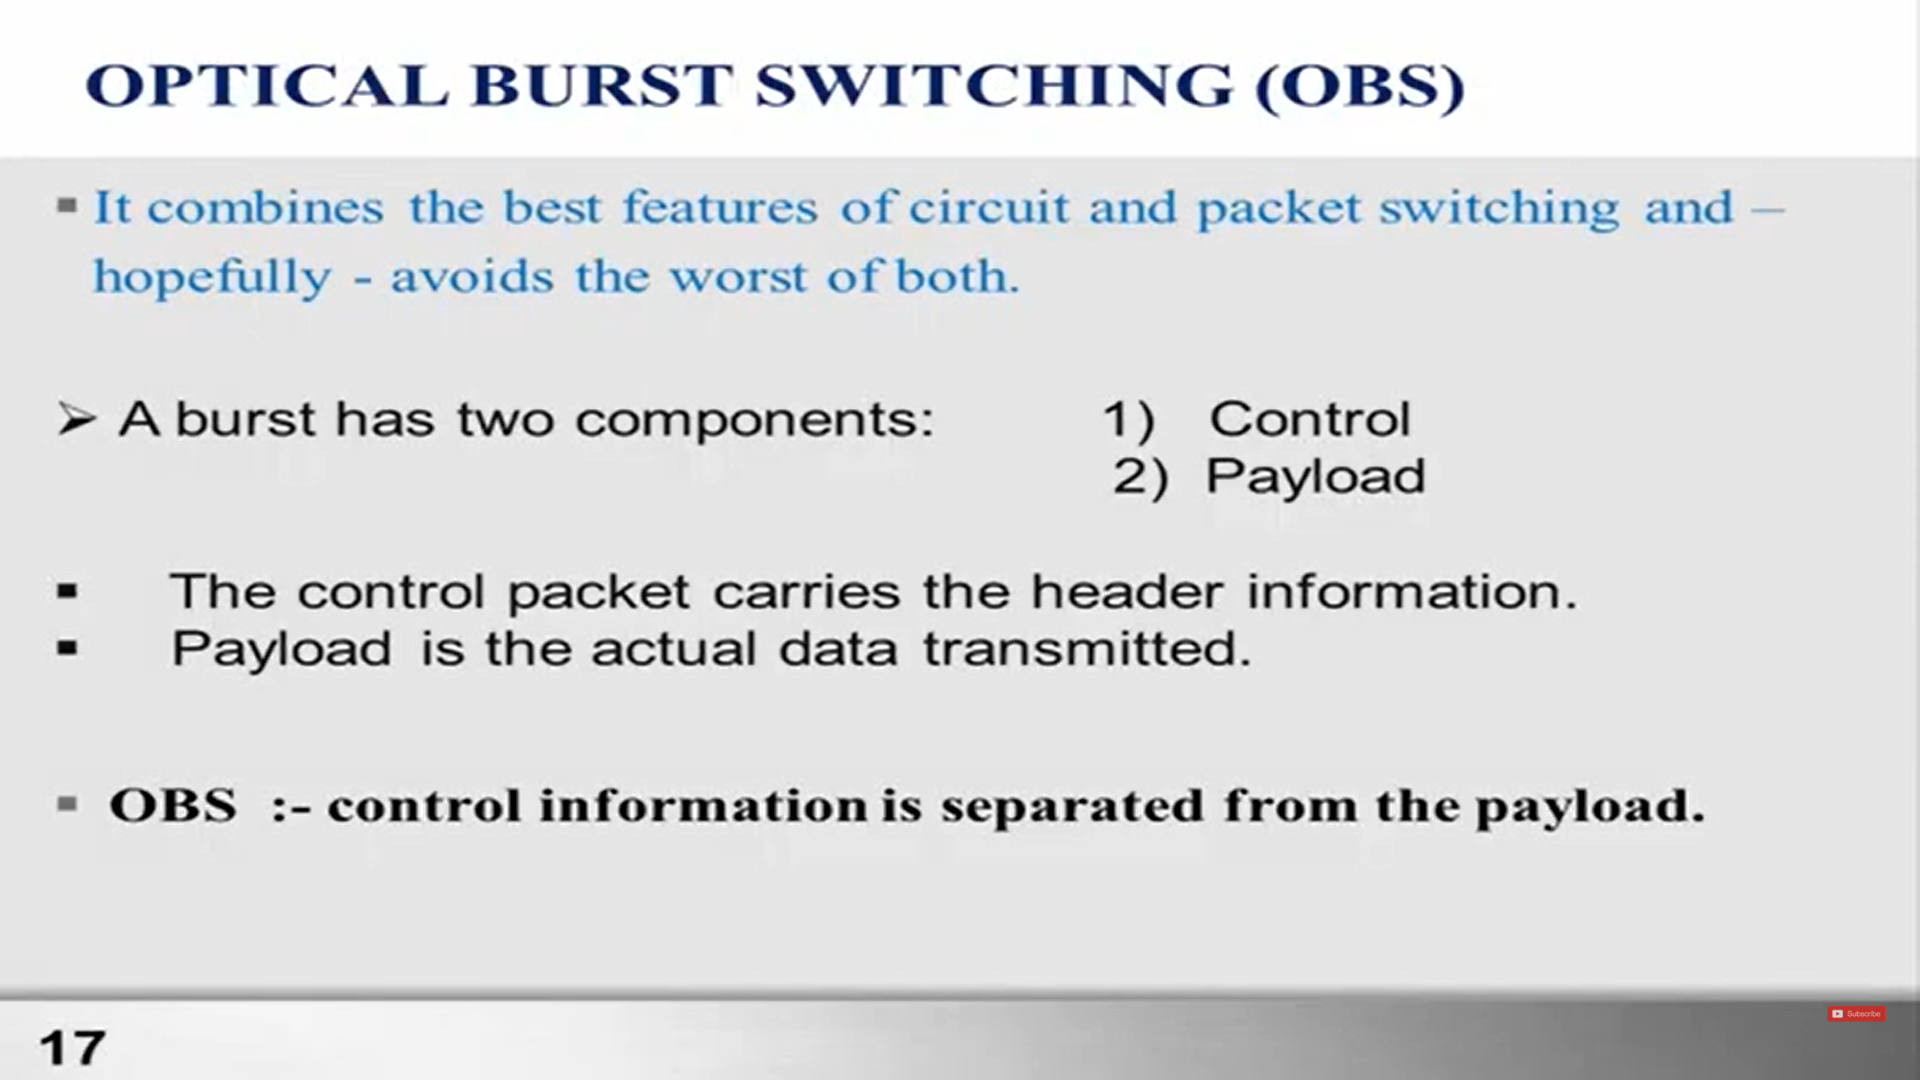 OPTICAL BURST SWITCHING (OBS)
▪ It combines the best features of circuit and packet switching and –
hopefully - avoids the worst of both.
➢ A burst has two components: 1) Control
2) Payload
▪ The control packet carries the header information.
▪ Payload is the actual data transmitted.
▪ OBS :- control information is separated from the payload.
Subscribe
17